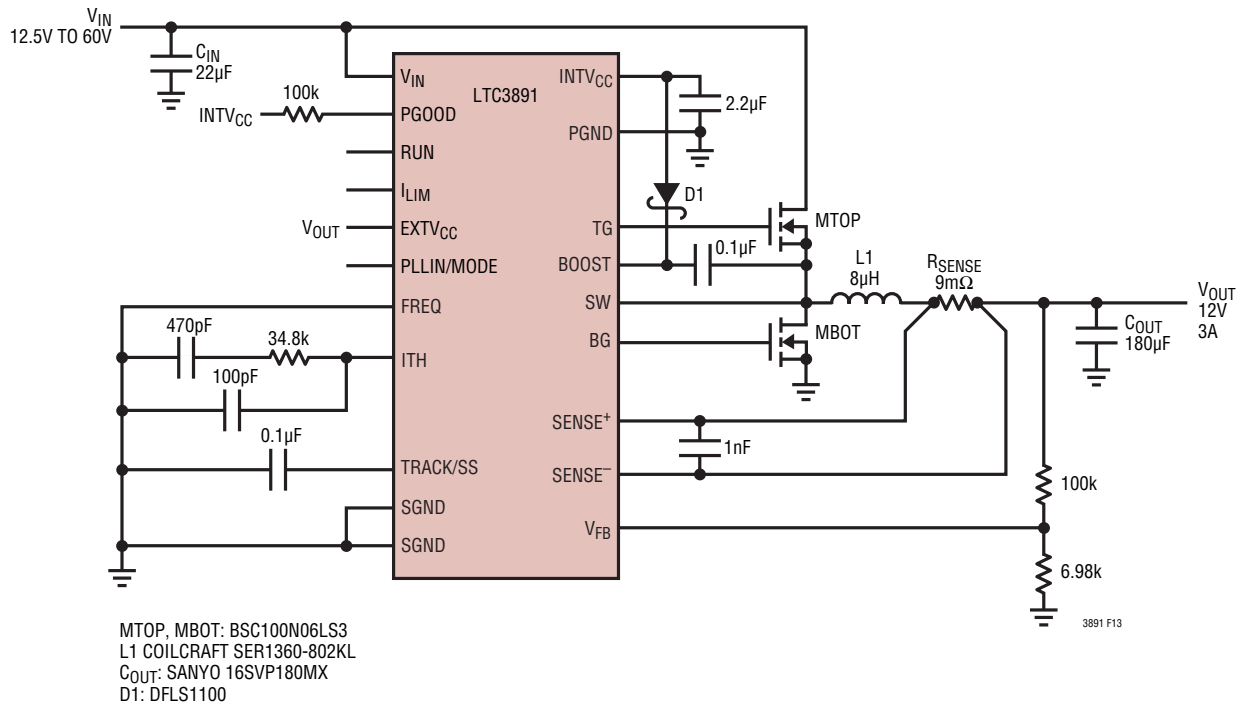 VIN
12.5V TO 60V
CIN
22µF
INTVCC
100k
LTC3891
VIN
PGOOD
RUN
ILIM
VOUT
EXTVCC
PLLIN/MODE
FREQ
470pF
34.8k
ITH
100pF
0.1µF
TRACK/SS
SGND
SGND
INTVCC
2.2µF
PGND
D1
TG
MTOP
BOOST
0.1µF
SW
L1
8µH
RSENSE
9mΩ
VOUT
12V
3A
COUT
180µF
BG
MBOT
SENSE+
1nF
SENSE–
100k
VFB
6.98k
3891 F13
MTOP, MBOT: BSC100N06LS3
L1 COILCRAFT SER1360-802KL
COUT: SANYO 16SVP180MX
D1: DFLS1100